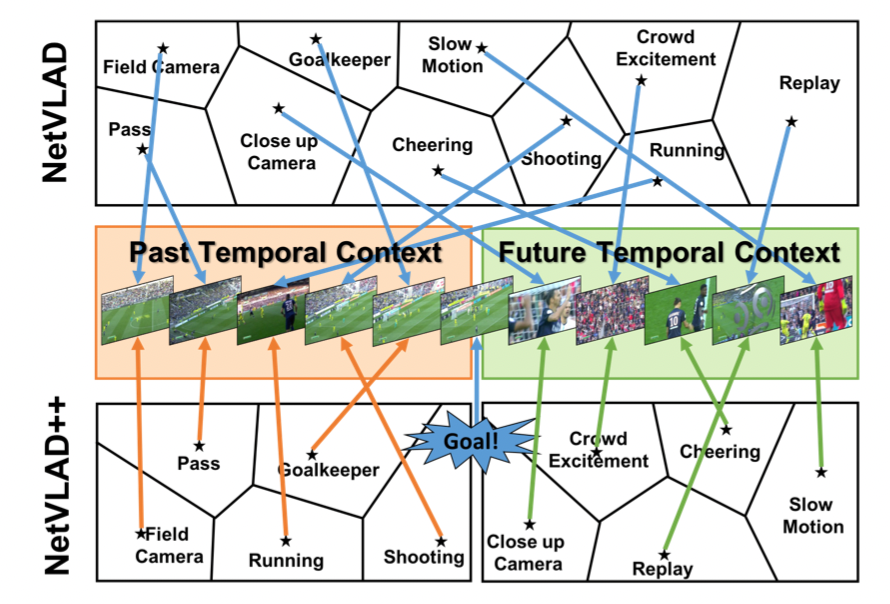 NetVLAD
Field Camera
Goalkeeper
Slow
Motion
Crowd
Excitement
Replay
Pass
Close up
Camera
Cheering
Shooting
Running
Past Temporal Context
Future Temporal Context
10
NetVLAD++
Goal!
Pass
Goalkeeper
Field
Camera
Running
Shooting
Crowd
Excitement
Cheering
Close up
Camera
Replay
Slow
Motion